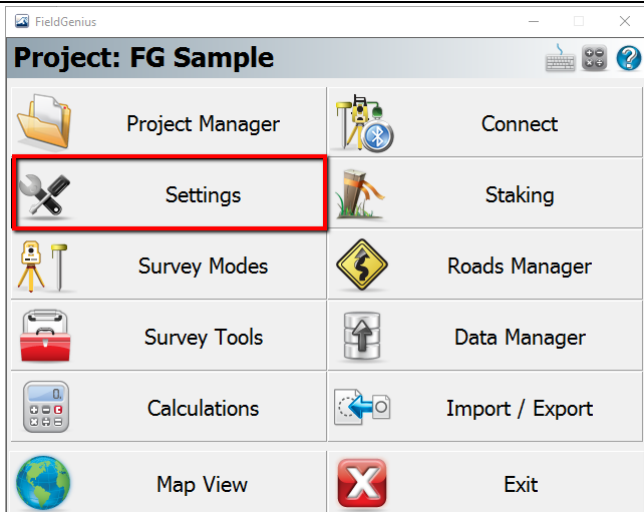 FieldGenius
Project: FG Sample
Project Manager
Connect
Settings
Staking
Survey Modes
Roads Manager
Survey Tools
Data Manager
0.
Calculations
Import / Export
Map View
Exit